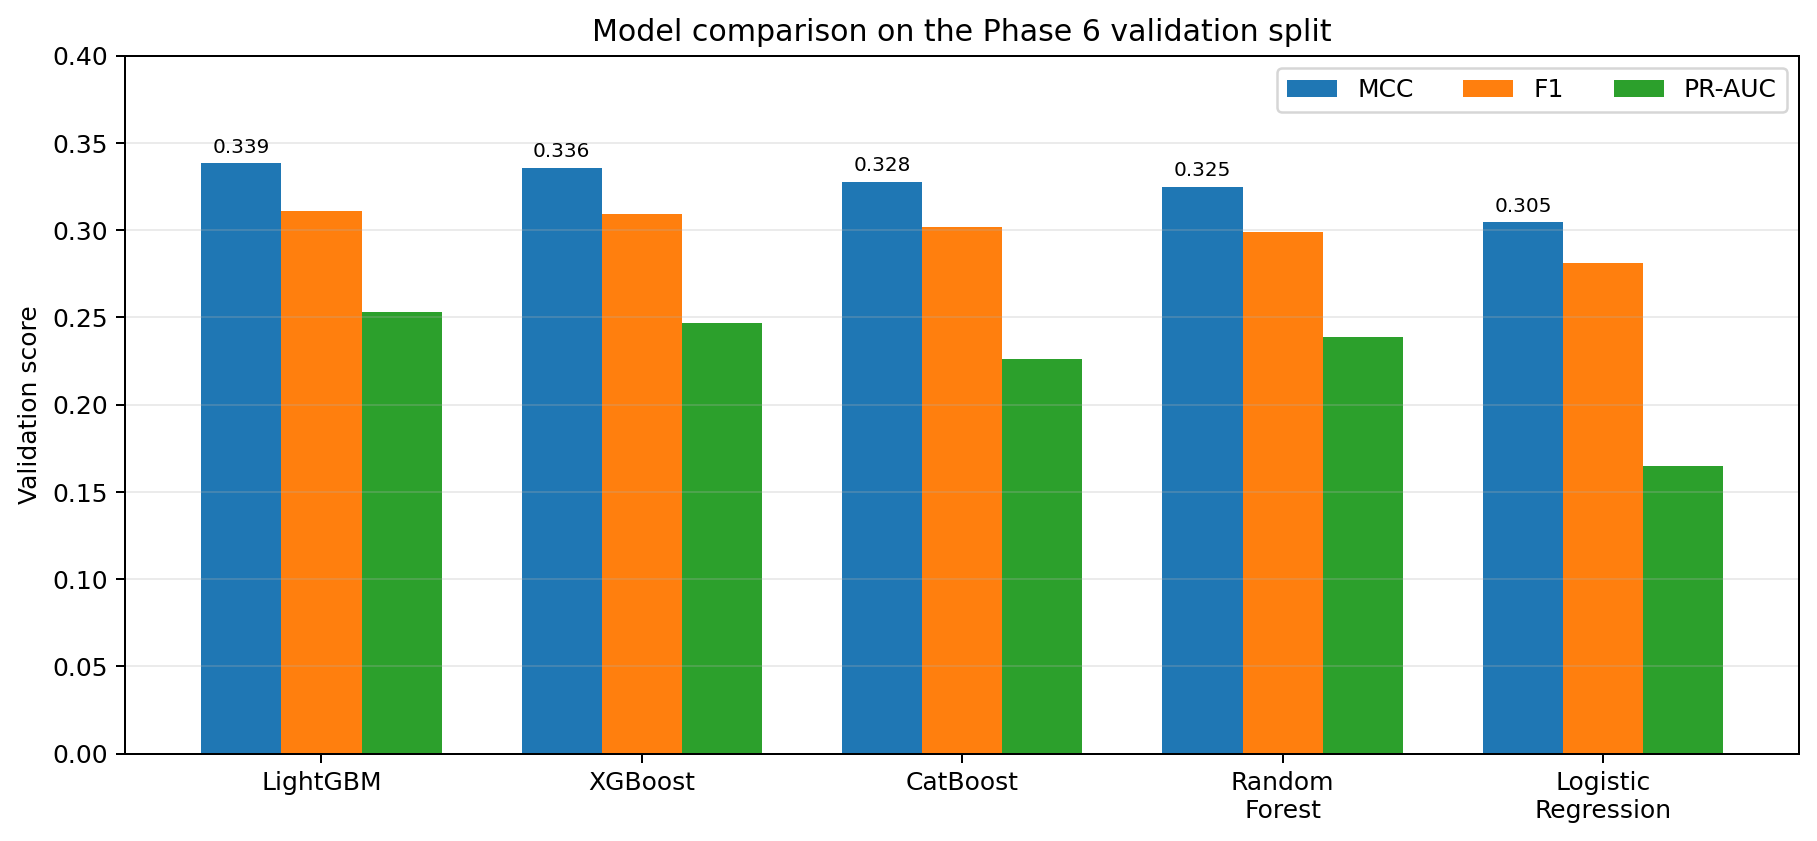 Model comparison on the Phase 6 validation split
MCC F1 PR-AUC
0.40
0.35
0.30
0.25
0.20
0.15
0.10
0.05
0.00
Validation score
0.339
0.336
0.328
0.325
0.305
LightGBM
XGBoost
CatBoost
Random
Forest
Logistic
Regression